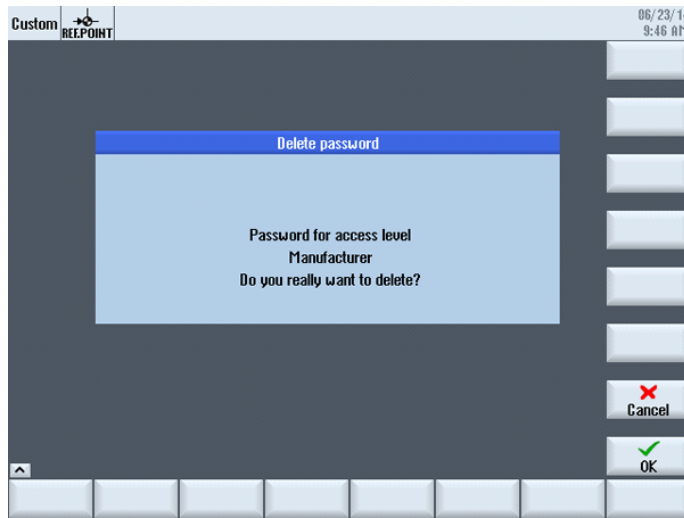 Custom
REF.POINT
06/23/1
9:46 AM
Delete password
Password for access level
Manufacturer
Do you really want to delete?
Cancel
OK